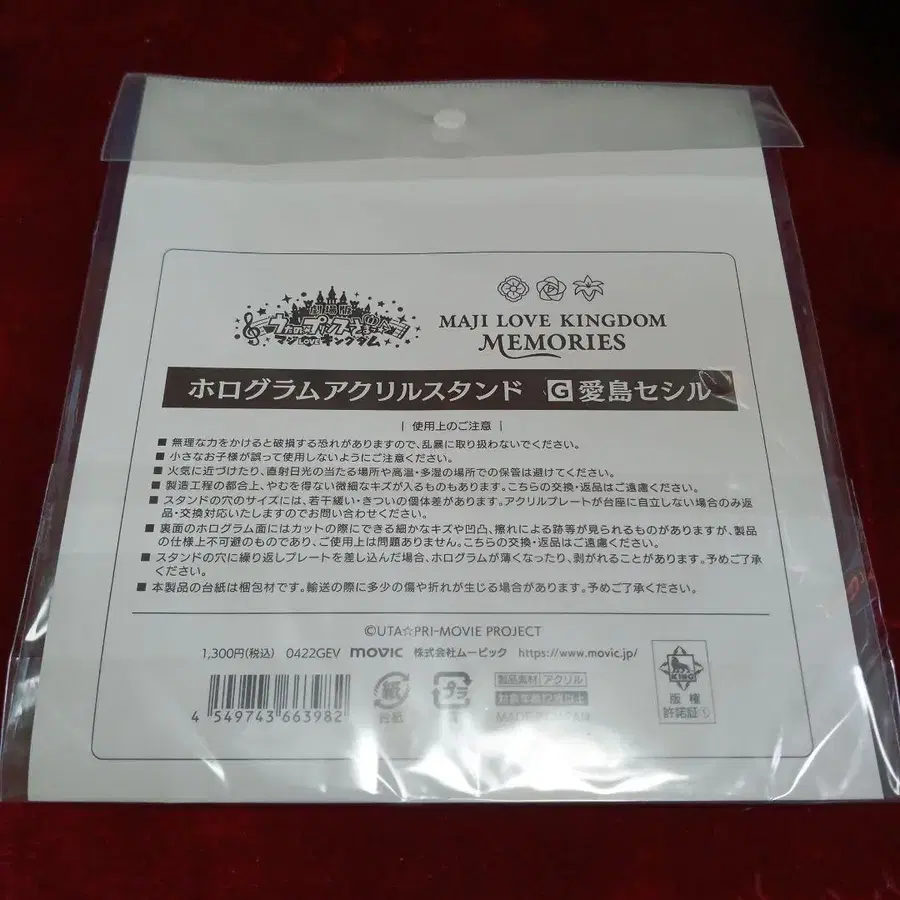 劇場版
うたの☆プリンスさまっ♪
マジLOVEキングダム
MAJI LOVE KINGDOM
MEMORIES
ホログラムアクリルスタンド G 愛島セシル
| 使用上のご注意 |
■ 無理な力をかけると破損する恐れがありますので、乱暴に取り扱わないでください。
■ 小さなお子様が誤って使用しないようにご注意ください。
■ 火気に近づけたり、直射日光の当たる場所や高温・多湿の場所での保管は避けてください。
■ 製造工程の都合上、やむを得ない微細なキズが入るものもあります。こちらの交換・返品はご遠慮ください。
■ スタンドの穴のサイズには、若干緩い・きついの個体差があります。アクリルプレートが台座に自立しない場合のみ返
品・交換対応いたしますのでお問い合わせください。
■ 裏面のホログラム面にはカットの際にできる細かなキズや凹凸、擦れによる跡等が見られるものがありますが、製品
の仕様上不可避のものであり、ご使用上は問題ありません。こちらの交換・返品はご遠慮ください。
■ スタンドの穴に繰り返しプレートを差し込んだ場合、ホログラムが薄くなったり、剥がれることがあります。予めご了承
ください。
■ 本製品の台紙は梱包材です。輸送の際に多少の傷や折れが生じる場合があります。予めご了承ください。
©UTA☆PRI-MOVIE PROJECT
1,300円(税込) 0422GEV movic 株式会社ムービック https://www.movic.jp/
4 549743 663982
紙
台紙
プラ
製品素材 アクリル
対象年齢12歳以上
MADE IN JAPAN
KING
版権
許諾証①